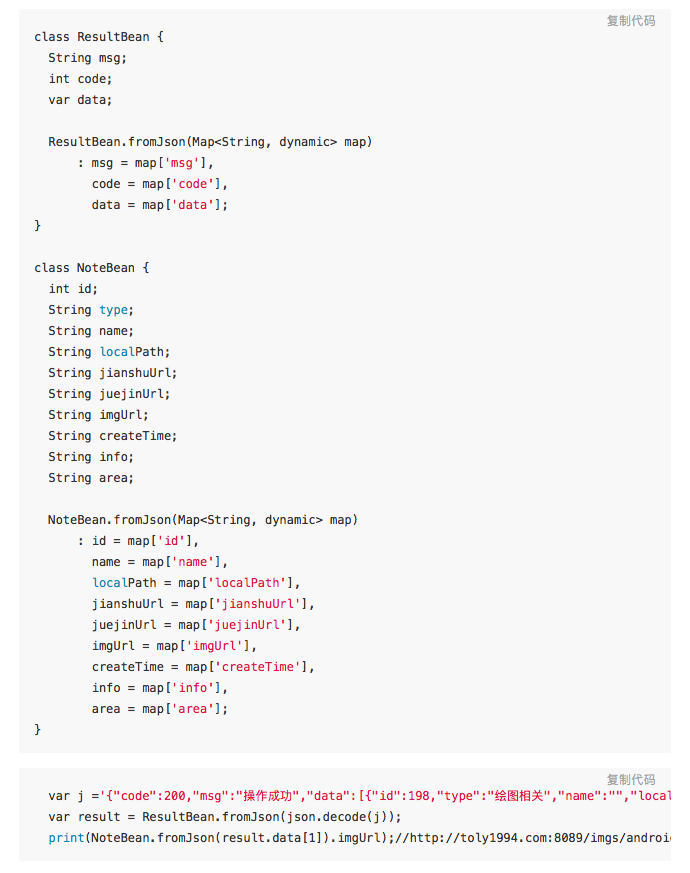 复制代码
class ResultBean {
  String msg;
  int code;
  var data;

  ResultBean.fromJson(Map<String, dynamic> map)
      : msg = map['msg'],
        code = map['code'],
        data = map['data'];
}

class NoteBean {
  int id;
  String type;
  String name;
  String localPath;
  String jianshuUrl;
  String juejinUrl;
  String imgUrl;
  String createTime;
  String info;
  String area;

  NoteBean.fromJson(Map<String, dynamic> map)
      : id = map['id'],
        name = map['name'],
        localPath = map['localPath'],
        jianshuUrl = map['jianshuUrl'],
        juejinUrl = map['juejinUrl'],
        imgUrl = map['imgUrl'],
        createTime = map['createTime'],
        info = map['info'],
        area = map['area'];
}
复制代码
  var j ='{"code":200,"msg":"操作成功","data":[{"id":198,"type":"绘图相关","name":"","local
  var result = ResultBean.fromJson(json.decode(j));
  print(NoteBean.fromJson(result.data[1]).imgUrl);//http://toly1994.com:8089/imgs/androi